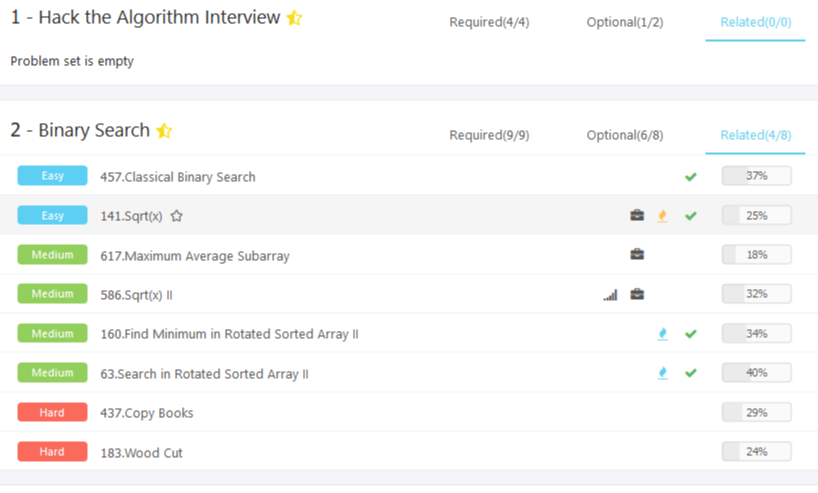 1 - Hack the Algorithm Interview Required(4/4) Optional(1/2) Related(0/0)
Problem set is empty
2 - Binary Search Required(9/9) Optional(6/8) Related(4/8)
Easy 457.Classical Binary Search 37%
Easy 141.Sqrt(x) 25%
Medium 617.Maximum Average Subarray 18%
Medium 586.Sqrt(x) II 32%
Medium 160.Find Minimum in Rotated Sorted Array II 34%
Medium 63.Search in Rotated Sorted Array II 40%
Hard 437.Copy Books 29%
Hard 183.Wood Cut 24%